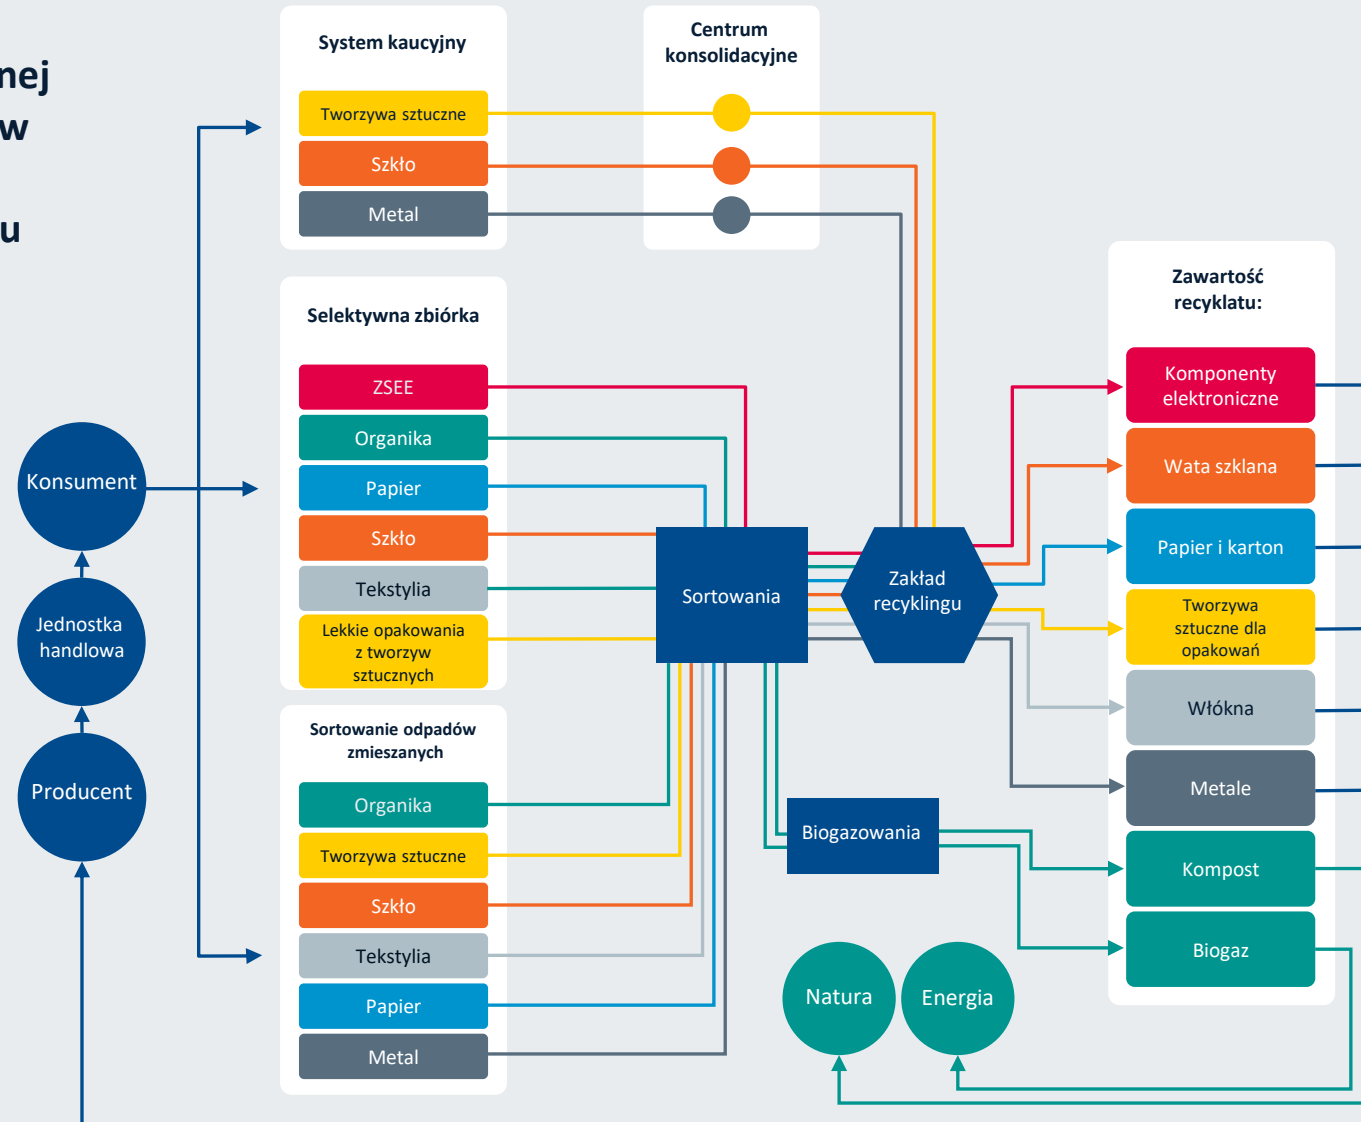 nej
w
u
System kaucyjny
Tworzywa sztuczne
Szkło
Metal
Centrum
konsolidacyjne
Selektywna zbiórka
ZSEE
Organika
Papier
Szkło
Tekstylia
Lekkie opakowania
z tworzyw
sztucznych
Sortowanie odpadów
zmieszanych
Organika
Tworzywa sztuczne
Szkło
Tekstylia
Papier
Metal
Konsument
Jednostka
handlowa
Producent
Sortowania
Zakład
recyklingu
Biogazowania
Natura
Energia
Zawartość
recyklatu:
Komponenty
elektroniczne
Wata szklana
Papier i karton
Tworzywa
sztuczne dla
opakowań
Włókna
Metale
Kompost
Biogaz